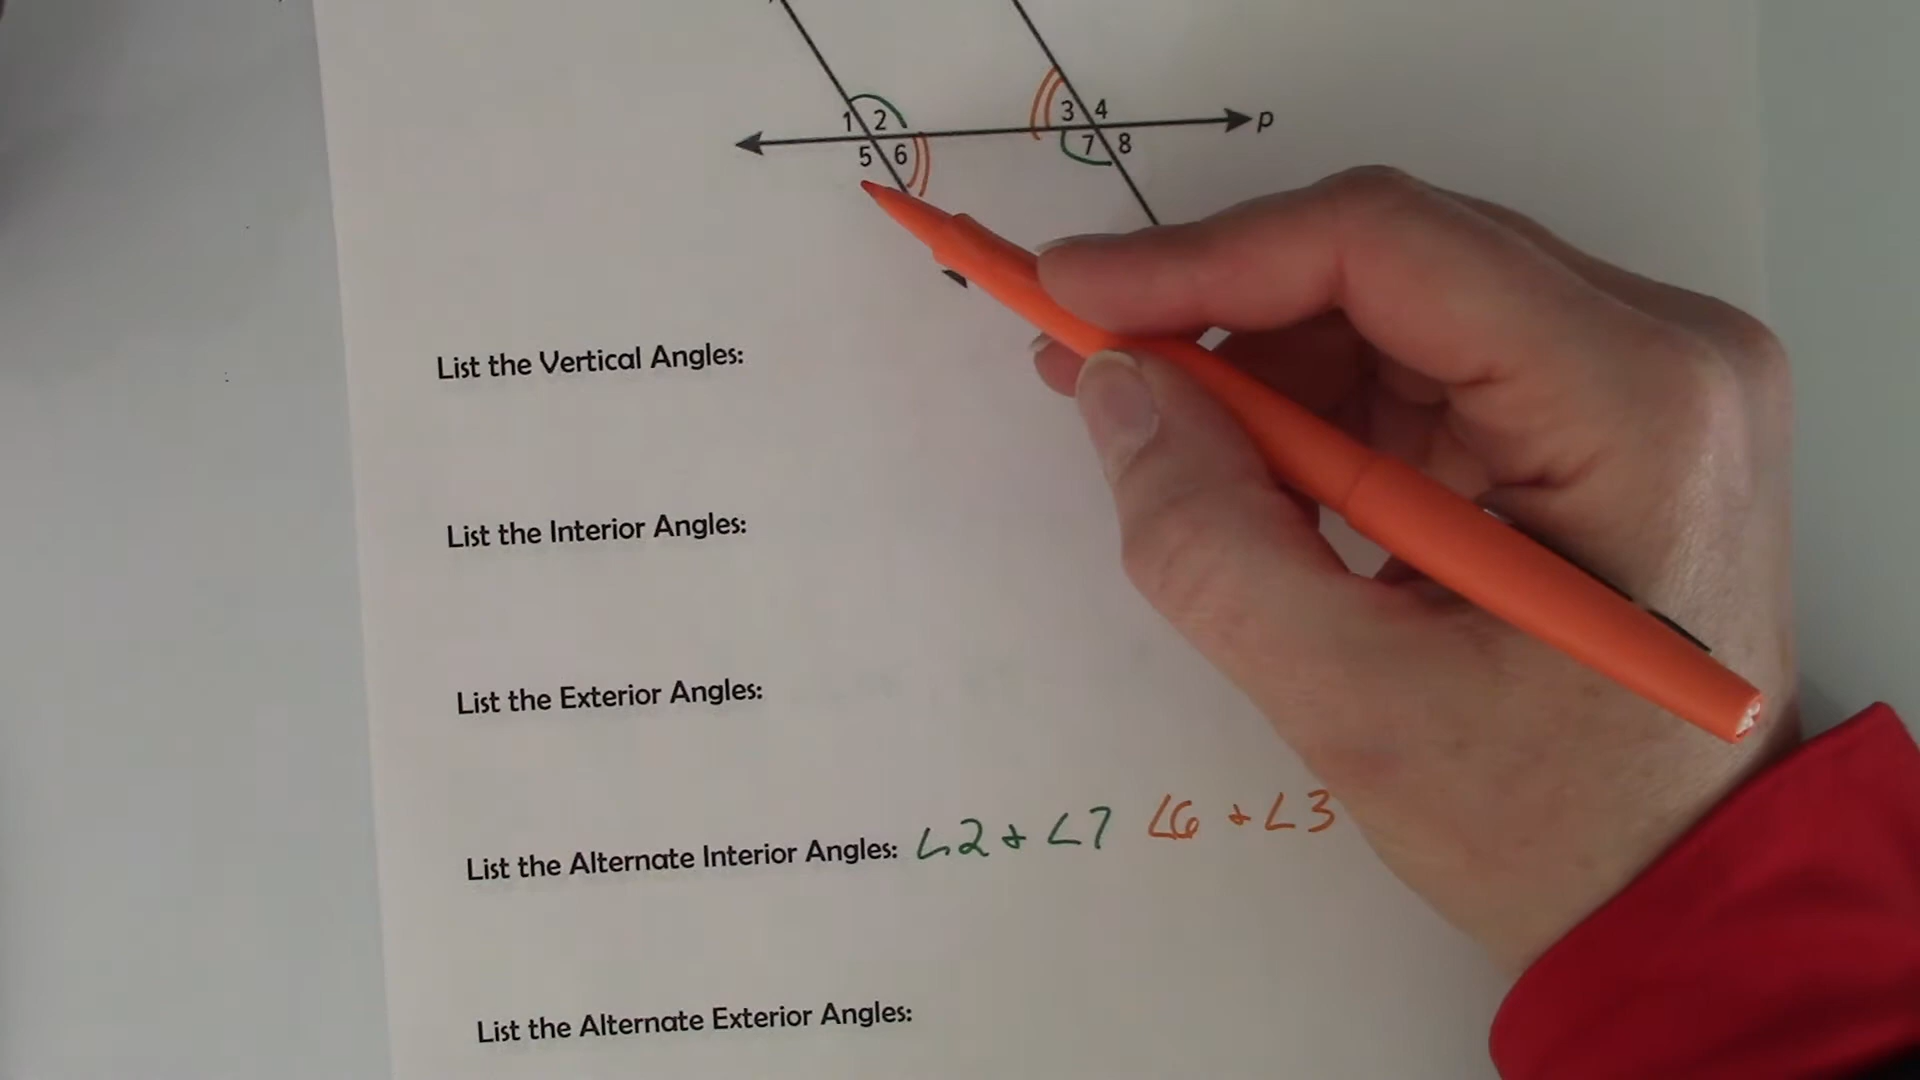 1 2 3 4 p
5 6 7 8
List the Vertical Angles:
List the Interior Angles:
List the Exterior Angles:
List the Alternate Interior Angles: ∠2 + ∠7 ∠6 + ∠3
List the Alternate Exterior Angles: